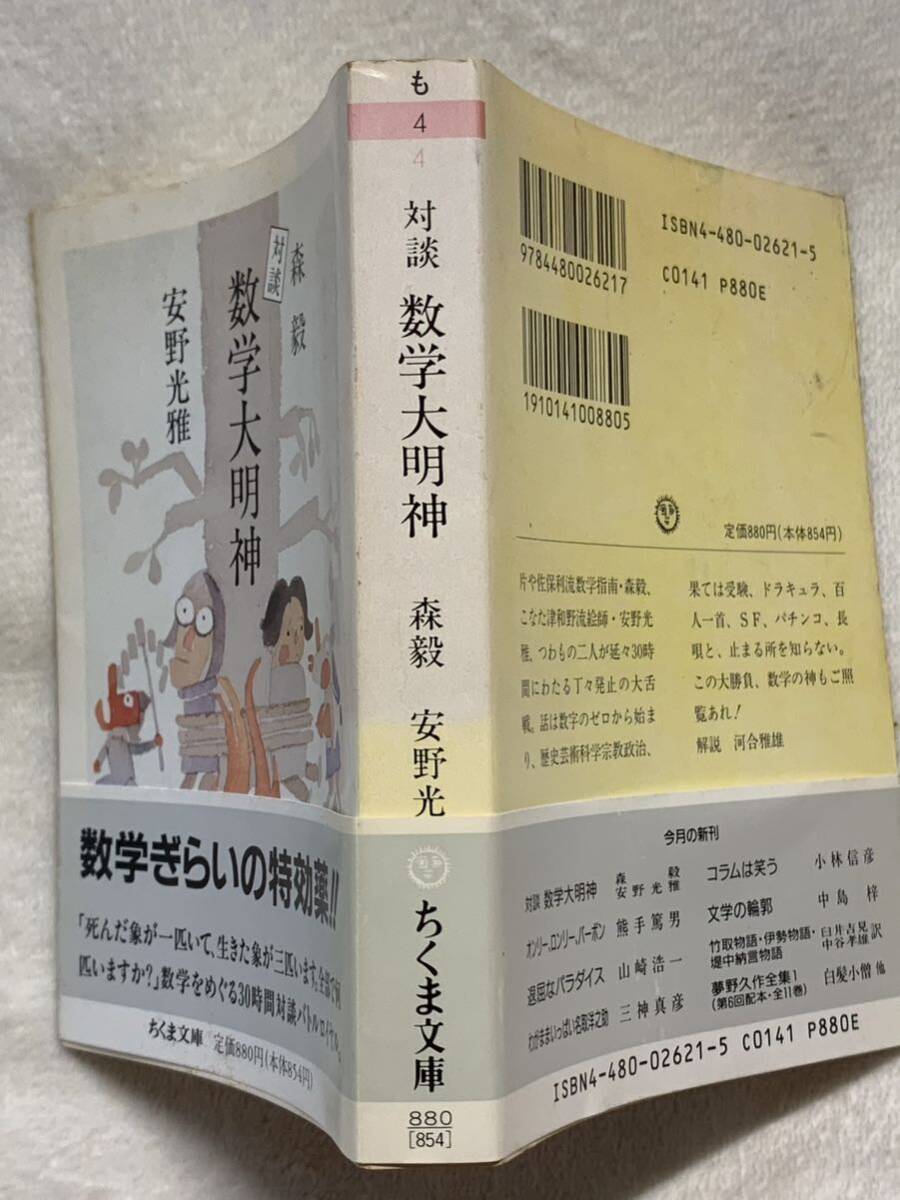 森毅
対談
数学大明神
安野光雅
数学ぎらいの特効薬!!
「死んだ象が一匹いて、生きた象が三匹います。全部で何
匹いますか?」数学をめぐる30時間対談バトルロイヤル。
ちくま文庫 定価880円(本体854円)
も
4
4
対談 数学大明神 森毅 安野光
ちくま文庫
880
[854]
9784480026217
ISBN4-480-02621-5
C0141 P880E
1910141008805
定価880円(本体854円)
片や佐保利流数学指南・森毅、
こなた津和野流絵師・安野光
雅、つわもの二人が延々30時
間にわたる丁々発止の大舌
戦。話は数字のゼロから始ま
り、歴史芸術科学宗教政治、
果ては受験、ドラキュラ、百
人一首、SF、パチンコ、長
唄と、止まる所を知らない。
この大勝負、数学の神もご照
覧あれ!
解説 河合雅雄
今月の新刊
対談 数学大明神 森毅 安野光雅
オンリー・ロンリー・バーボン 熊手篤男
退屈なパラダイス 山崎浩一
わがままいっぱい名取洋之助 三神真彦
コラムは笑う 小林信彦
文学の輪郭 中島梓
竹取物語・伊勢物語・
堤中納言物語 臼井吉見 中谷孝雄 訳
夢野久作全集1 白髪小僧 他
(第6回配本・全11巻)
ISBN4-480-02621-5 C0141 P880E